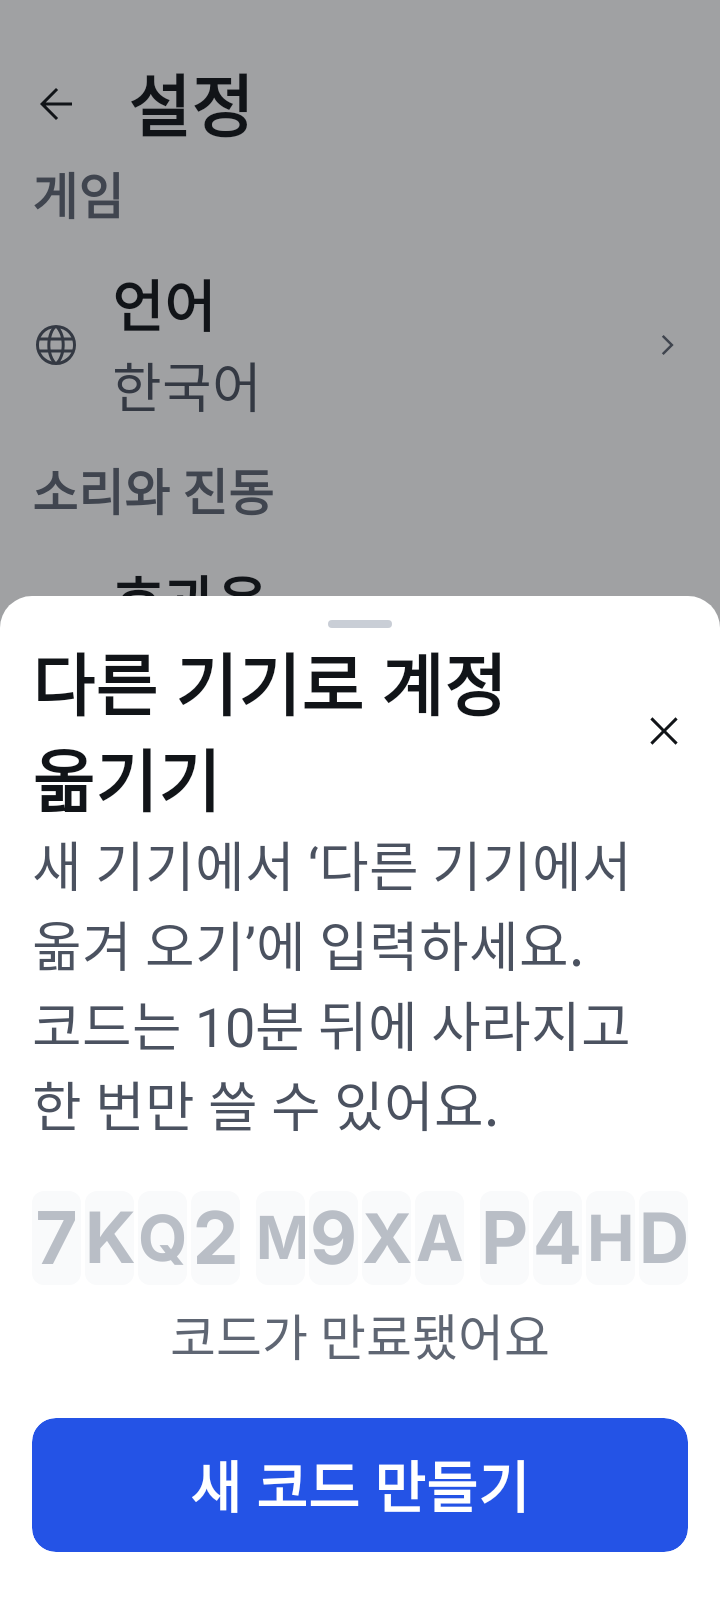 설정
게임
언어
한국어
소리와 진동
효과음
다른 기기로 계정
옮기기
새 기기에서 ‘다른 기기에서
옮겨 오기’에 입력하세요.
코드는 10분 뒤에 사라지고
한 번만 쓸 수 있어요.
7KQ2 M9XA P4HD
코드가 만료됐어요
새 코드 만들기